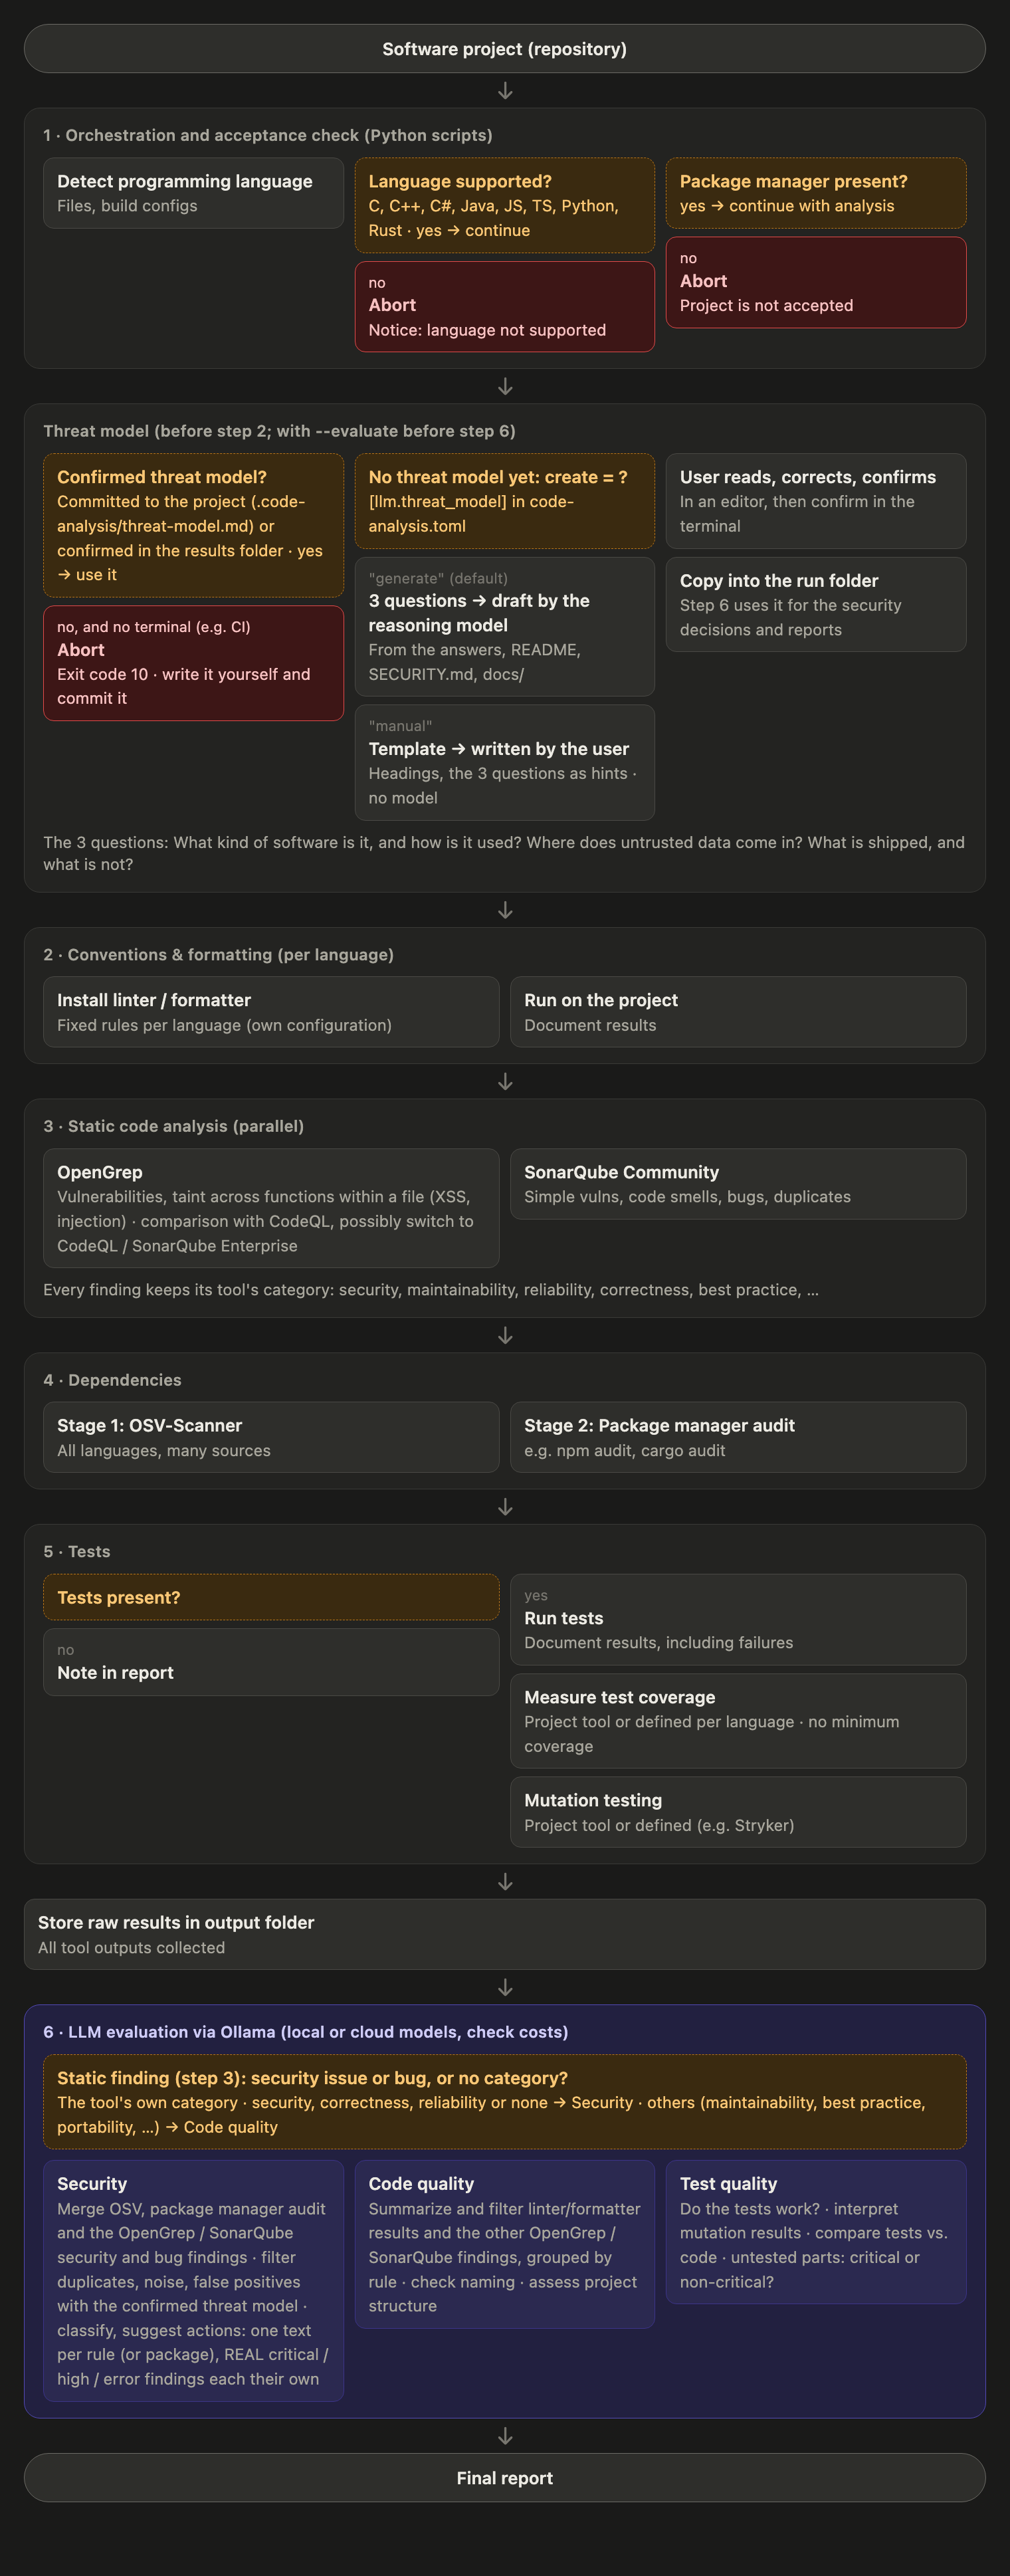 Software project (repository)
↓
1 · Orchestration and acceptance check (Python scripts)
Detect programming language
Files, build configs
Language supported?
C, C++, C#, Java, JS, TS, Python,
Rust · yes → continue
no
Abort
Notice: language not supported
Package manager present?
yes → continue with analysis
no
Abort
Project is not accepted
↓
Threat model (before step 2; with --evaluate before step 6)
Confirmed threat model?
Committed to the project (.code-
analysis/threat-model.md) or
confirmed in the results folder · yes
→ use it
no, and no terminal (e.g. CI)
Abort
Exit code 10 · write it yourself and
commit it
No threat model yet: create = ?
[llm.threat_model] in code-
analysis.toml
"generate" (default)
3 questions → draft by the
reasoning model
From the answers, README,
SECURITY.md, docs/
"manual"
Template → written by the user
Headings, the 3 questions as hints ·
no model
User reads, corrects, confirms
In an editor, then confirm in the
terminal
Copy into the run folder
Step 6 uses it for the security
decisions and reports
The 3 questions: What kind of software is it, and how is it used? Where does untrusted data come in? What is shipped, and
what is not?
↓
2 · Conventions & formatting (per language)
Install linter / formatter
Fixed rules per language (own configuration)
Run on the project
Document results
↓
3 · Static code analysis (parallel)
OpenGrep
Vulnerabilities, taint across functions within a file (XSS,
injection) · comparison with CodeQL, possibly switch to
CodeQL / SonarQube Enterprise
SonarQube Community
Simple vulns, code smells, bugs, duplicates
Every finding keeps its tool's category: security, maintainability, reliability, correctness, best practice, ...
↓
4 · Dependencies
Stage 1: OSV-Scanner
All languages, many sources
Stage 2: Package manager audit
e.g. npm audit, cargo audit
↓
5 · Tests
Tests present?
no
Note in report
yes
Run tests
Document results, including failures
Measure test coverage
Project tool or defined per language · no minimum
coverage
Mutation testing
Project tool or defined (e.g. Stryker)
↓
Store raw results in output folder
All tool outputs collected
↓
6 · LLM evaluation via Ollama (local or cloud models, check costs)
Static finding (step 3): security issue or bug, or no category?
The tool's own category · security, correctness, reliability or none → Security · others (maintainability, best practice,
portability, ...) → Code quality
Security
Merge OSV, package manager audit
and the OpenGrep / SonarQube
security and bug findings · filter
duplicates, noise, false positives
with the confirmed threat model ·
classify, suggest actions: one text
per rule (or package), REAL critical /
high / error findings each their own
Code quality
Summarize and filter linter/formatter
results and the other OpenGrep /
SonarQube findings, grouped by
rule · check naming · assess project
structure
Test quality
Do the tests work? · interpret
mutation results · compare tests vs.
code · untested parts: critical or
non-critical?
↓
Final report